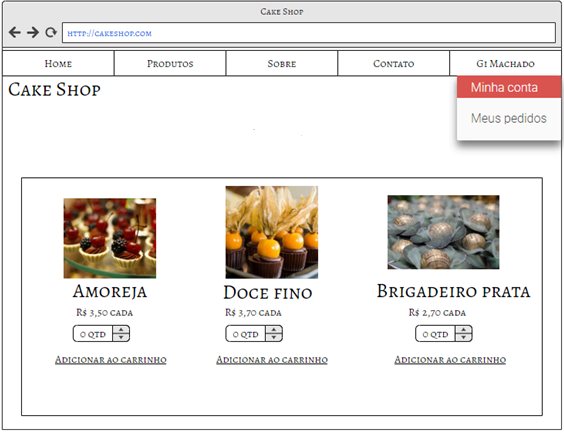 Cake Shop
http://cakeshop.com
Home Produtos Sobre Contato G1 Machado
Cake Shop
Minha conta
Meus pedidos
Amoreja Doce fino Brigadeiro prata
R$ 3,50 cada R$ 3,70 cada R$ 2,70 cada
0 qtd 0 qtd 0 qtd
Adicionar ao carrinho Adicionar ao carrinho Adicionar ao carrinho